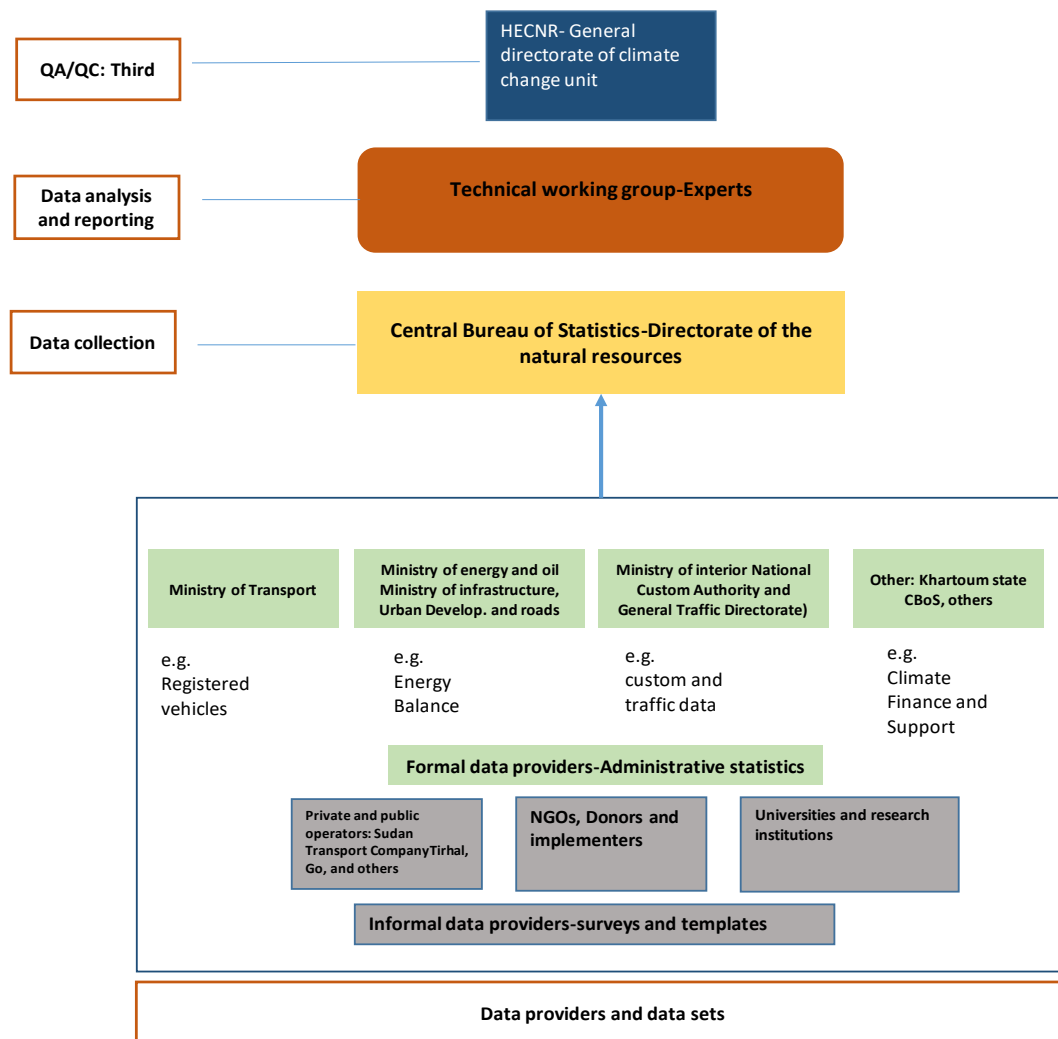 HECNR- General
directorate of climate
change unit
QA/QC: Third
Technical working group-Experts
Data analysis
and reporting
Central Bureau of Statistics-Directorate of the
natural resources
Data collection
Ministry of Transport
Ministry of energy and oil
Ministry of infrastructure,
Urban Develop. and roads
Ministry of interior National
Custom Authority and
General Traffic Directorate)
Other: Khartoum state
CBoS, others
e.g.
Registered
vehicles
e.g.
Energy
Balance
e.g.
custom and
traffic data
e.g.
Climate
Finance and
Support
Formal data providers-Administrative statistics
Private and public
operators: Sudan
Transport CompanyTirhal,
Go, and others
NGOs, Donors and
implementers
Universities and research
institutions
Informal data providers-surveys and templates
Data providers and data sets